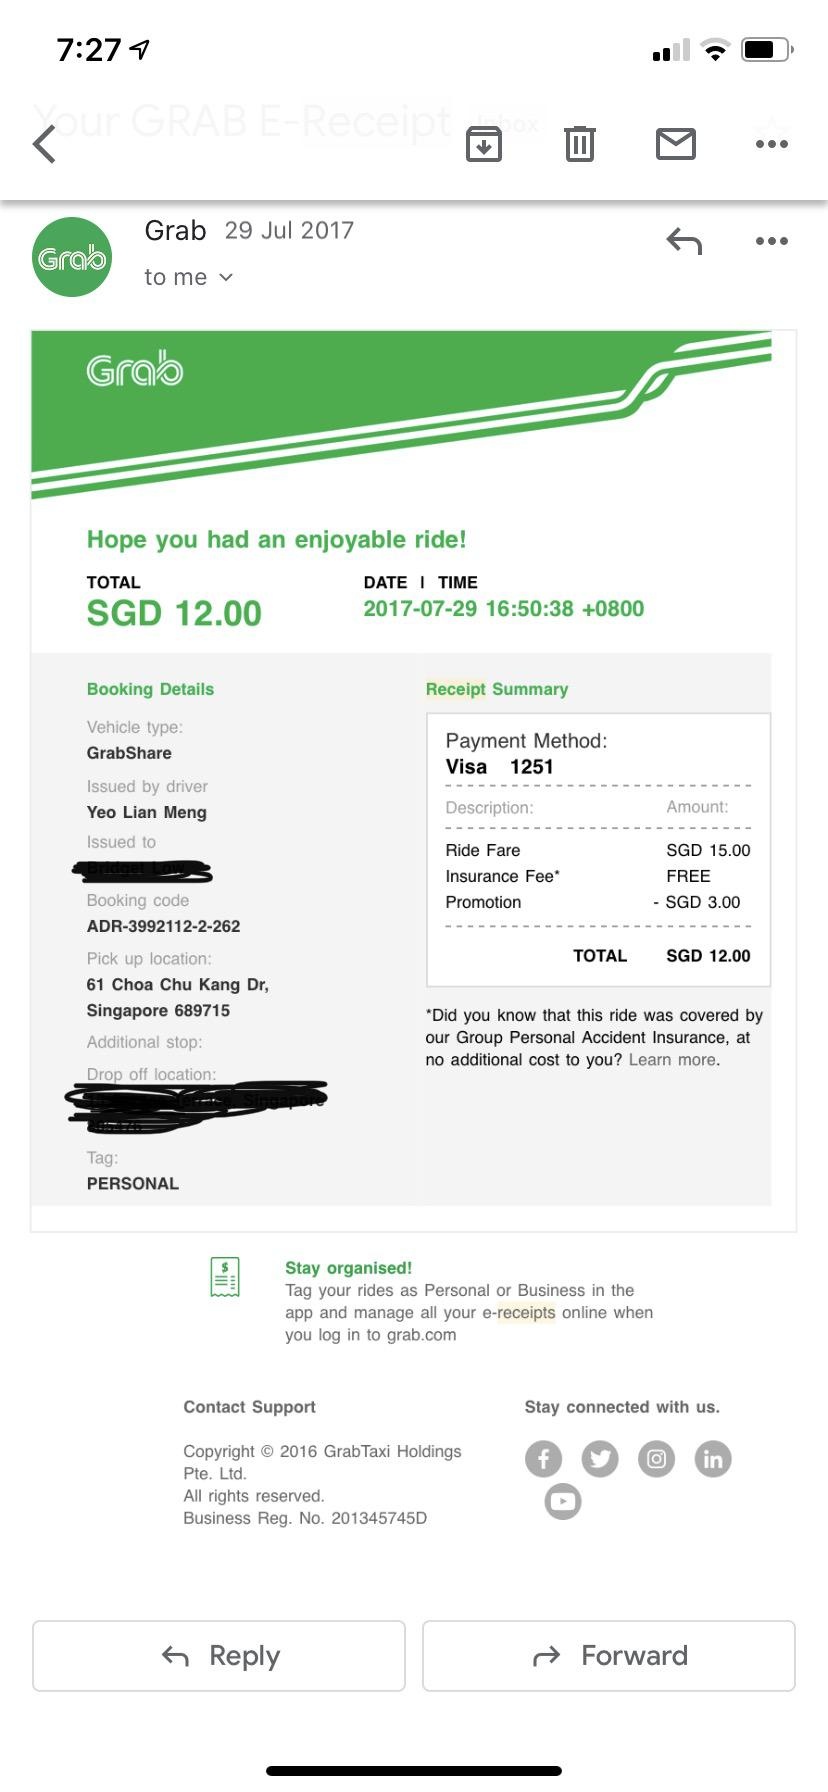 7:27
Your GRAB E-Receipt Inbox
Grab
Grab 29 Jul 2017
to me
Grab
Hope you had an enjoyable ride!
TOTAL DATE | TIME
SGD 12.00 2017-07-29 16:50:38 +0800
Booking Details
Vehicle type:
GrabShare
Issued by driver
Yeo Lian Meng
Issued to
Booking code
ADR-3992112-2-262
Pick up location:
61 Choa Chu Kang Dr,
Singapore 689715
Additional stop:
Drop off location:
Singapore
Tag:
PERSONAL
Receipt Summary
Payment Method:
Visa 1251
Description: Amount:
Ride Fare SGD 15.00
Insurance Fee* FREE
Promotion - SGD 3.00
TOTAL SGD 12.00
*Did you know that this ride was covered by
our Group Personal Accident Insurance, at
no additional cost to you? Learn more.
Stay organised!
Tag your rides as Personal or Business in the
app and manage all your e-receipts online when
you log in to grab.com
Contact Support
Copyright © 2016 GrabTaxi Holdings
Pte. Ltd.
All rights reserved.
Business Reg. No. 201345745D
Stay connected with us.
Reply
Forward